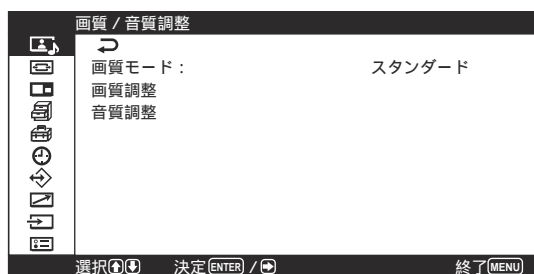 画質 / 音質調整
画質モード： スタンダード
画質調整
音質調整
選択 決定 ENTER / 終了 MENU